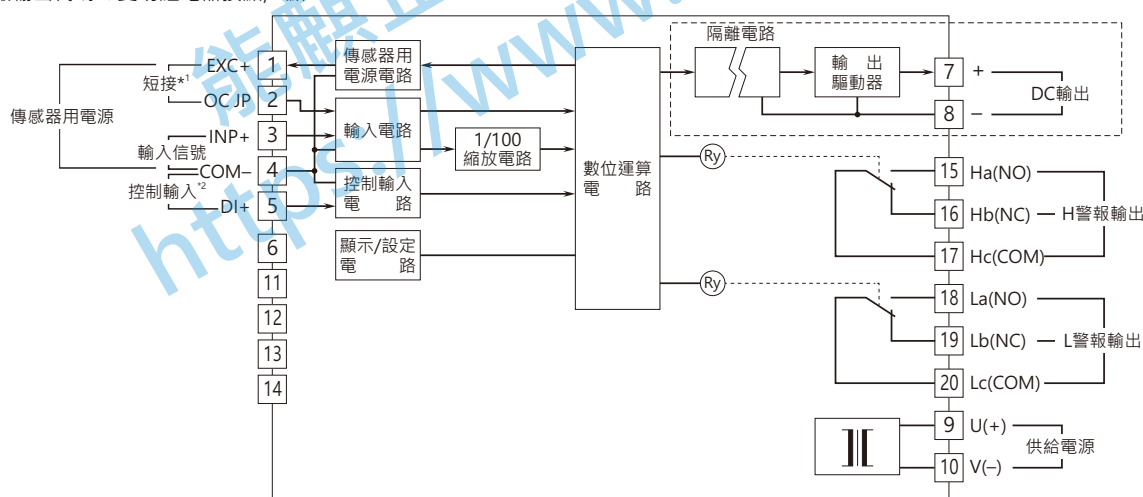 能顧
https://www.
EXC+ 1
短接*1
OC JP 2
傳感器用電源
INP+ 3
輸入信號
COM– 4
控制輸入*2
DI+ 5
6
11
12
13
14
傳感器用
電源電路
輸入電路
1/100
縮放電路
控制輸入
電 路
顯示/設定
電 路
數位運算
電 路
隔離電路
輸 出
驅動器
7 +
DC輸出
8 –
Ry
15 Ha(NO)
16 Hb(NC) H警報輸出
17 Hc(COM)
Ry
18 La(NO)
19 Lb(NC) L警報輸出
20 Lc(COM)
9 U(+)
供給電源
10 V(–)